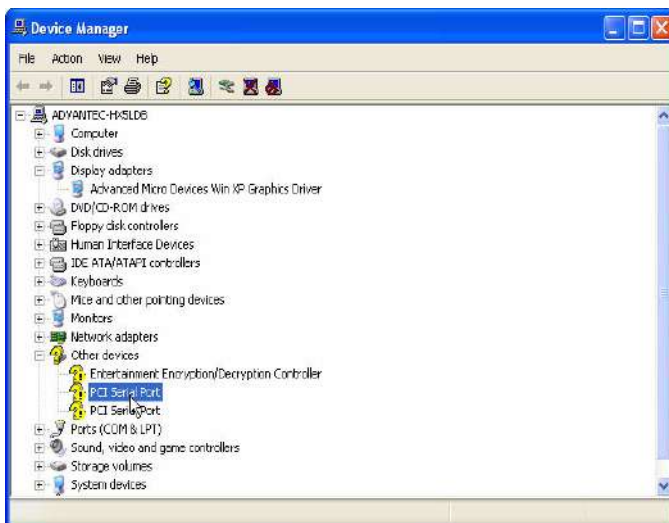 Device Manager
File Action View Help
ADVANTEC-HX5LD6
Computer
Disk drives
Display adapters
Advanced Micro Devices Win XP Graphics Driver
DVD/CD-ROM drives
Floppy disk controllers
Human Interface Devices
IDE ATA/ATAPI controllers
Keyboards
Mice and other pointing devices
Monitors
Network adapters
Other devices
Entertainment Encryption/Decryption Controller
PCI Serial Port
PCI Serial Port
Ports (COM & LPT)
Sound, video and game controllers
Storage volumes
System devices